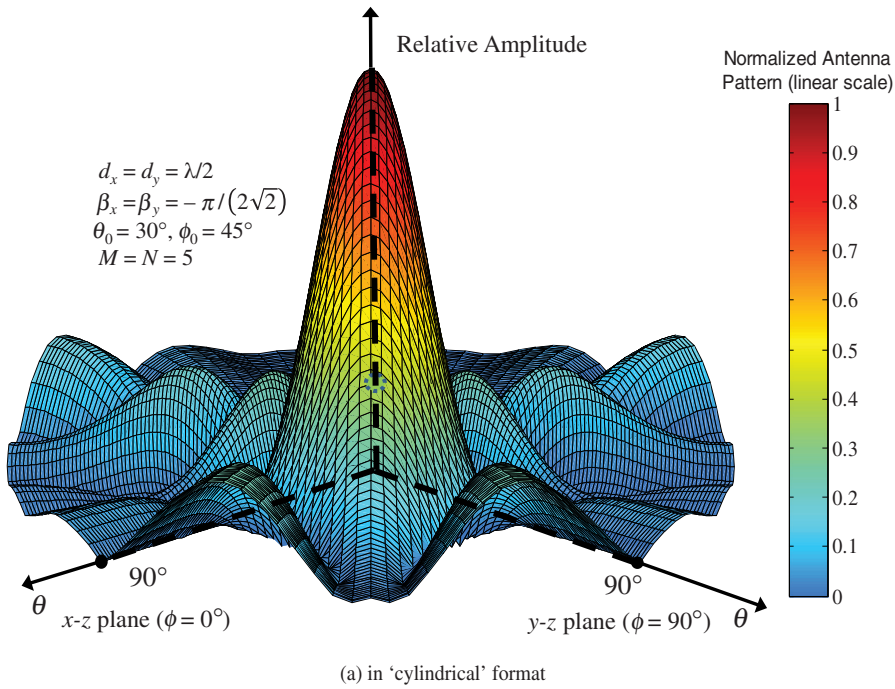 Relative Amplitude
Normalized Antenna
Pattern (linear scale)
d_x = d_y = λ/2
β_x = β_y = − π/(2√2)
θ_0 = 30°, ϕ_0 = 45°
M = N = 5
1
0.9
0.8
0.7
0.6
0.5
0.4
0.3
0.2
0.1
0
90°
90°
θ
x-z plane (ϕ = 0°)
y-z plane (ϕ = 90°)
θ
(a) in ‘cylindrical’ format